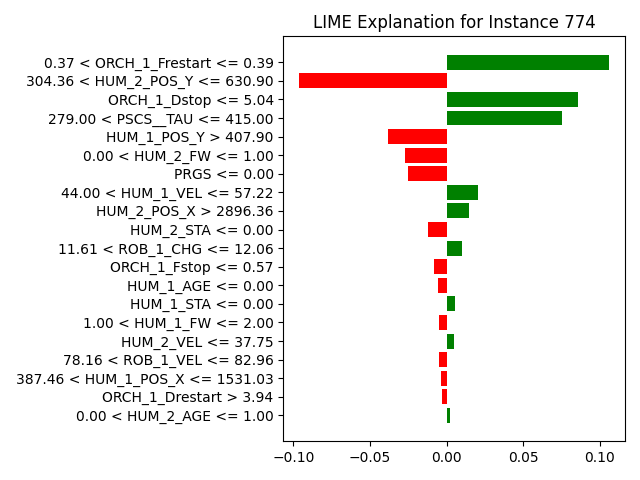 LIME Explanation for Instance 774
0.37 < ORCH_1_Frestart <= 0.39
304.36 < HUM_2_POS_Y <= 630.90
ORCH_1_Dstop <= 5.04
279.00 < PSCS__TAU <= 415.00
HUM_1_POS_Y > 407.90
0.00 < HUM_2_FW <= 1.00
PRGS <= 0.00
44.00 < HUM_1_VEL <= 57.22
HUM_2_POS_X > 2896.36
HUM_2_STA <= 0.00
11.61 < ROB_1_CHG <= 12.06
ORCH_1_Fstop <= 0.57
HUM_1_AGE <= 0.00
HUM_1_STA <= 0.00
1.00 < HUM_1_FW <= 2.00
HUM_2_VEL <= 37.75
78.16 < ROB_1_VEL <= 82.96
387.46 < HUM_1_POS_X <= 1531.03
ORCH_1_Drestart > 3.94
0.00 < HUM_2_AGE <= 1.00
−0.10 −0.05 0.00 0.05 0.10